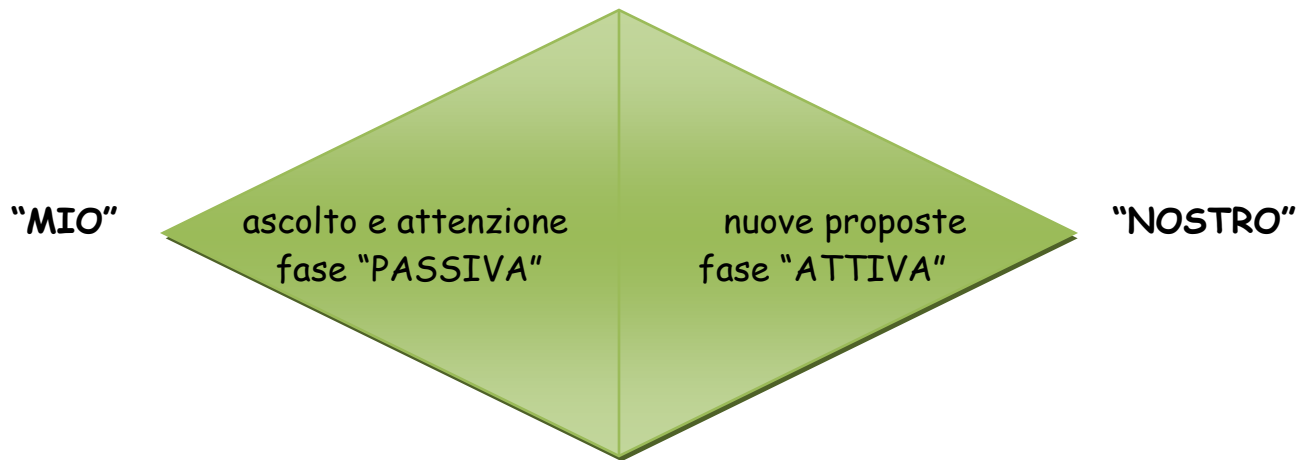 “MIO”
ascolto e attenzione
fase “PASSIVA”
nuove proposte
fase “ATTIVA”
“NOSTRO”